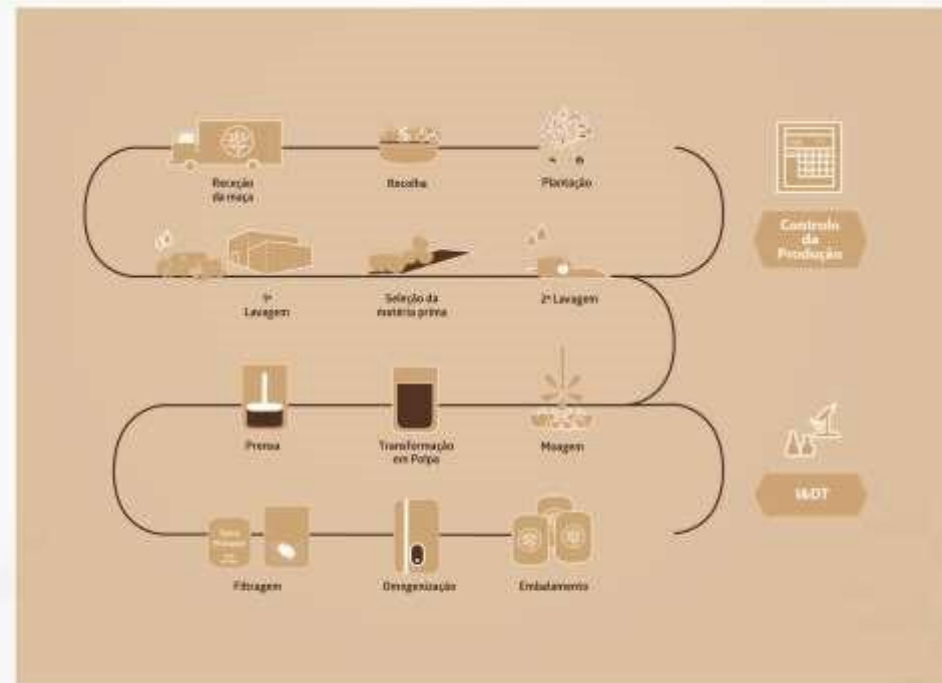 Receção
da maça
Recolha
Plantação
Controlo
da
Produção
1ª
Lavagem
Seleção da
matéria prima
2ª Lavagem
Prensa
Transformação
em Polpa
Moagem
I&DT
Filtragem
Omogenização
Embalamento